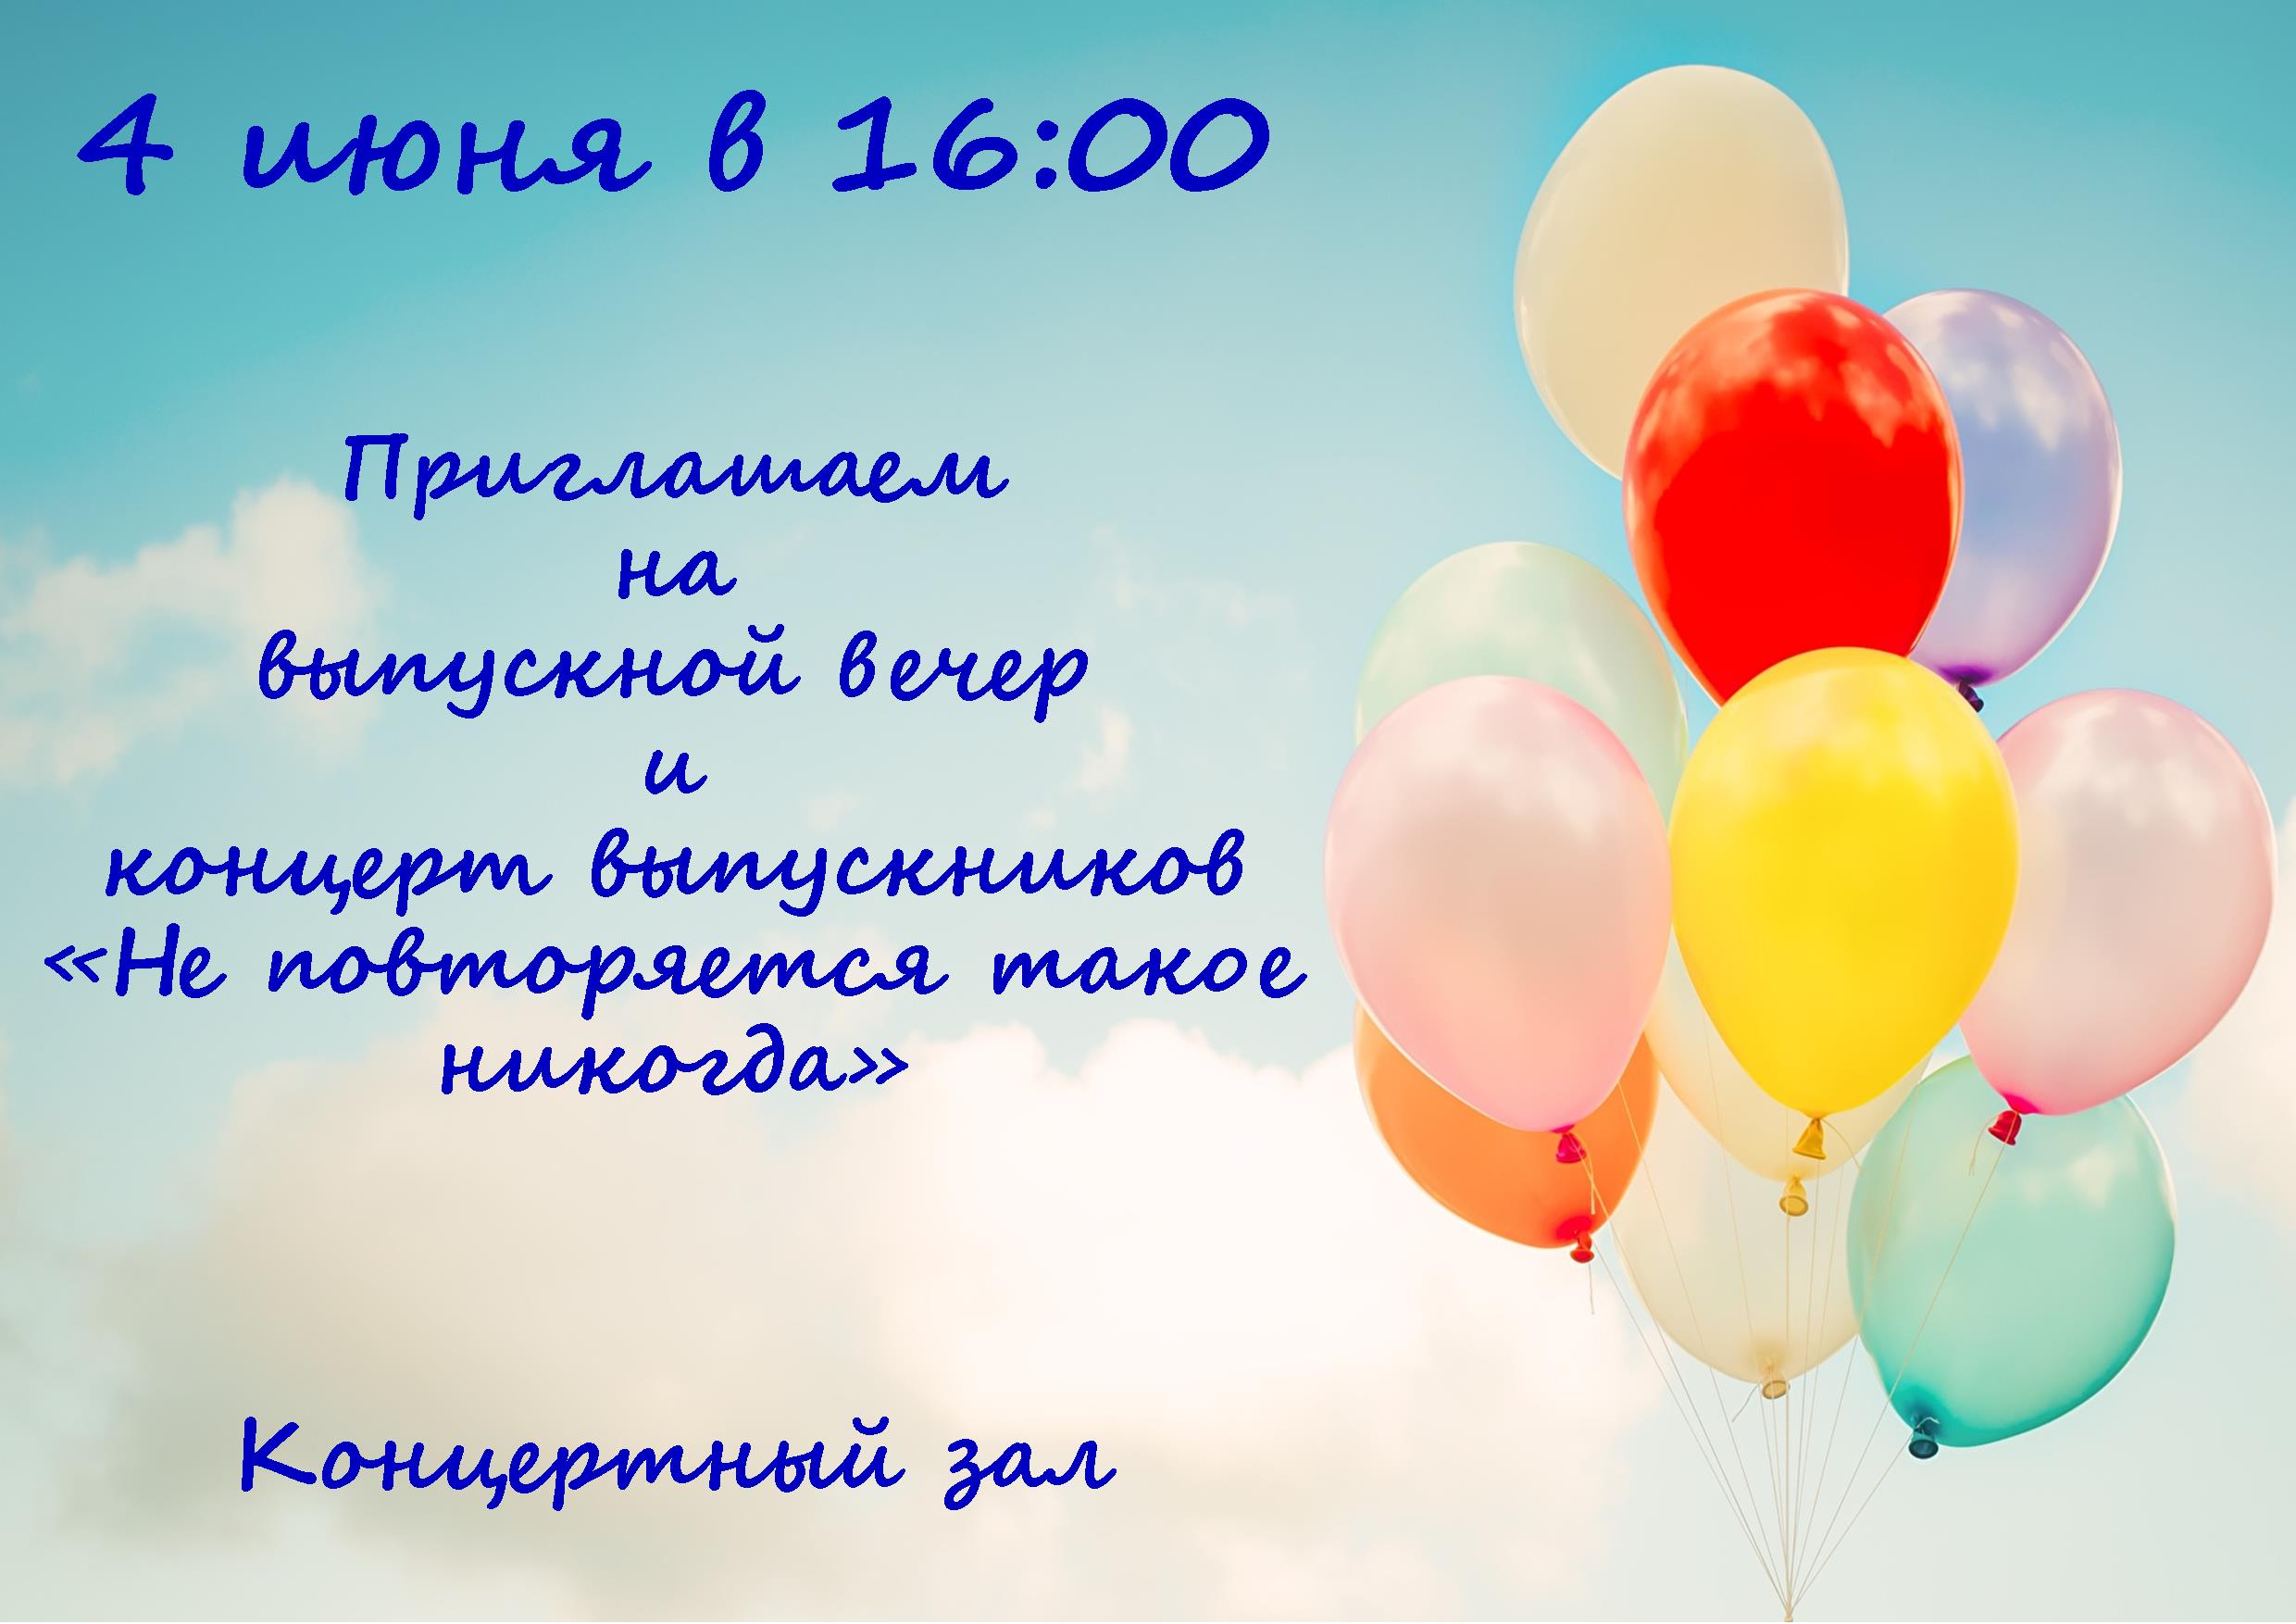 4 июня в 16:00
Приглашаем
на
выпускной вечер
и
концерт выпускников
«Не повторяется такое
никогда»
Концертный зал